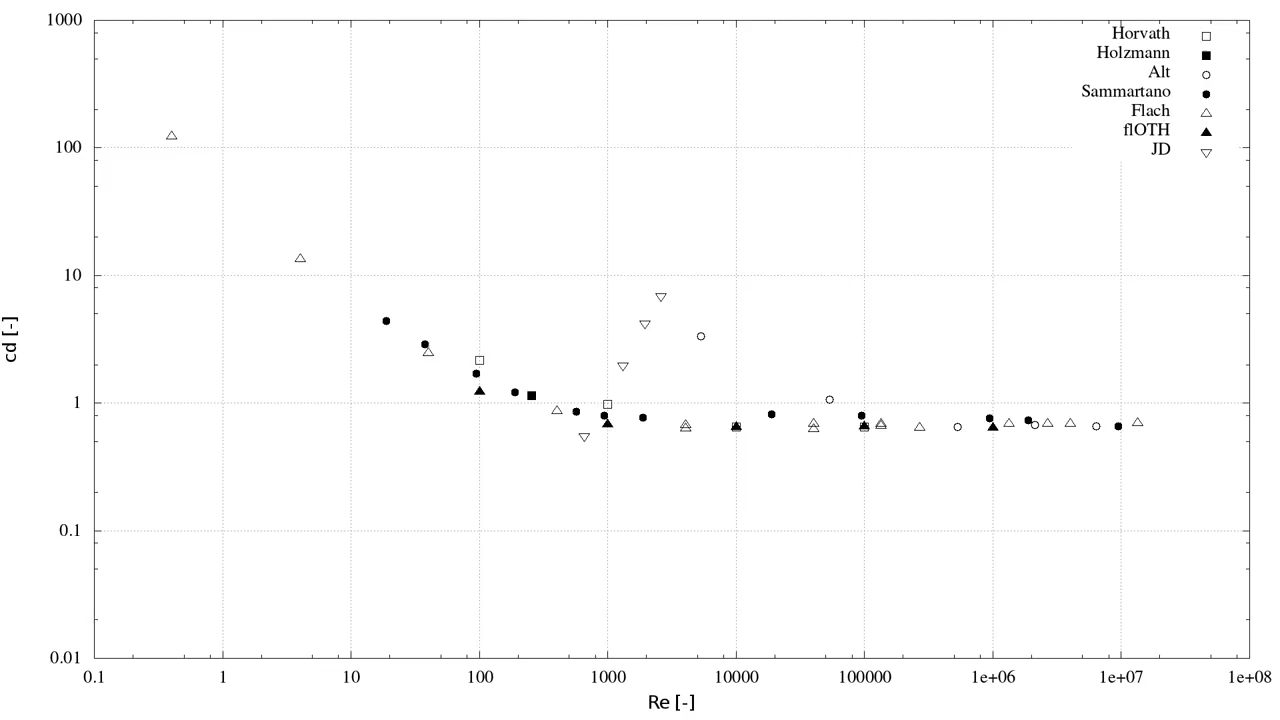 1000
100
10
1
0.1
0.01
cd [-]
Horvath
Holzmann
Alt
Sammartano
Flach
flOTH
JD
0.1 1 10 100 1000 10000 100000 1e+06 1e+07 1e+08
Re [-]